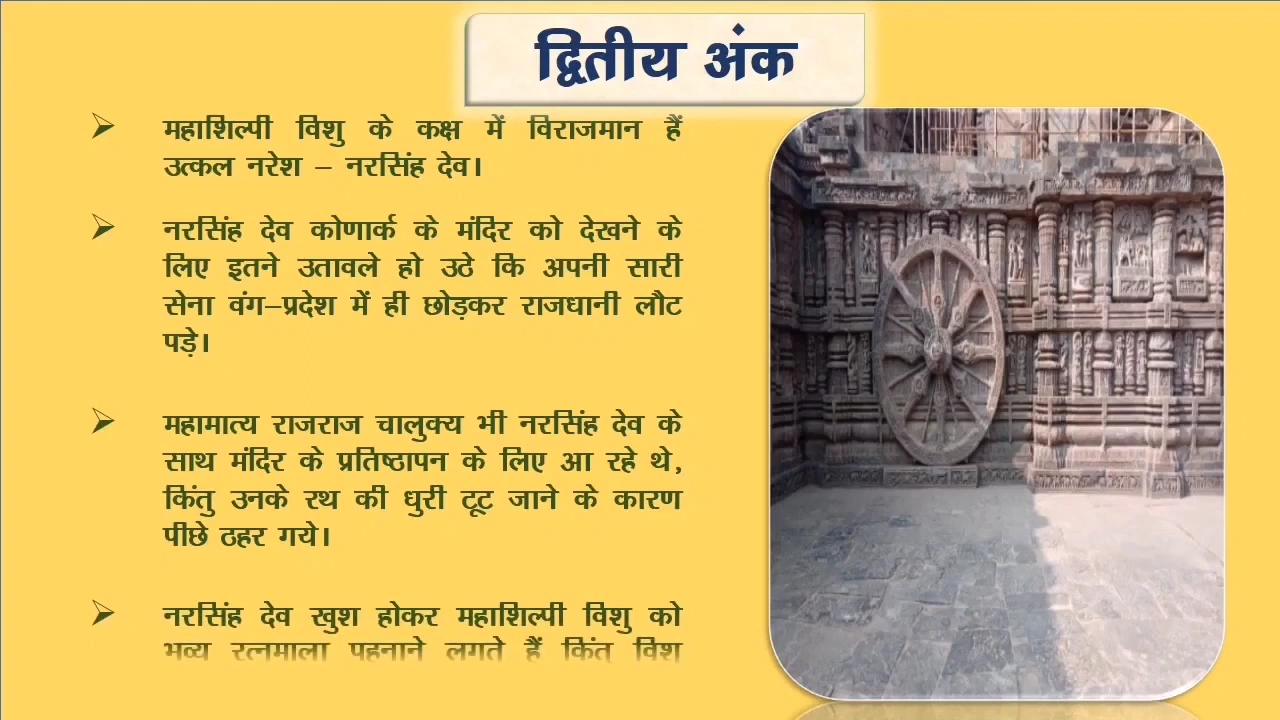 द्वितीय अंक
महाशिल्पी विशु के कक्ष में विराजमान हैं
उत्कल नरेश – नरसिंह देव।
नरसिंह देव कोणार्क के मंदिर को देखने के
लिए इतने उतावले हो उठे कि अपनी सारी
सेना वंग–प्रदेश में ही छोड़कर राजधानी लौट
पड़े।
महामात्य राजराज चालुक्य भी नरसिंह देव के
साथ मंदिर के प्रतिष्ठापन के लिए आ रहे थे,
किंतु उनके रथ की धुरी टूट जाने के कारण
पीछे ठहर गये।
नरसिंह देव खुश होकर महाशिल्पी विशु को
भव्य रत्नमाला पहनाने लगते हैं किंतु विशु